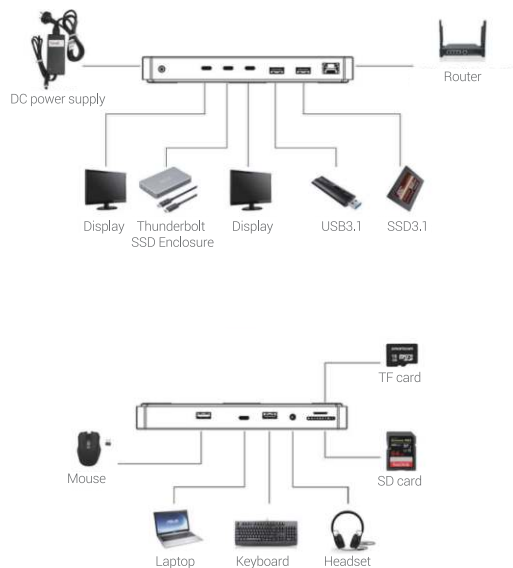 DC power supply
Router
Display
Thunderbolt
SSD Enclosure
Display
USB3.1
SSD3.1
TF card
Mouse
SD card
Laptop
Keyboard
Headset